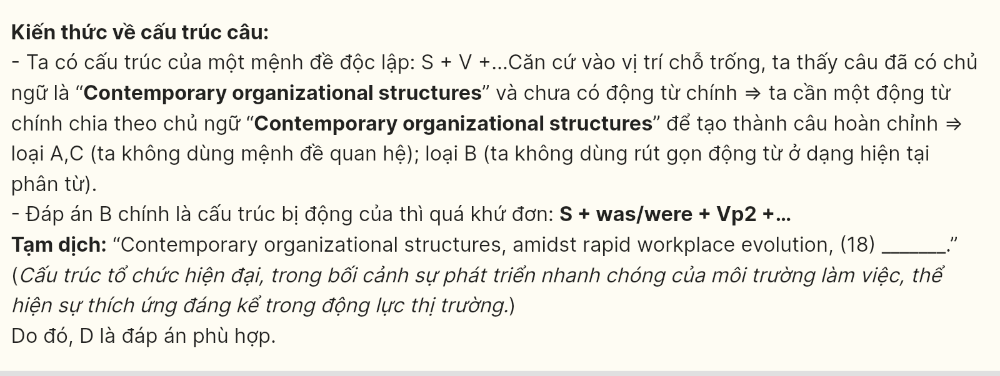 Kiến thức về cấu trúc câu:
- Ta có cấu trúc của một mệnh đề độc lập: S + V +...Căn cứ vào vị trí chỗ trống, ta thấy câu đã có chủ
ngữ là “Contemporary organizational structures” và chưa có động từ chính ⇒ ta cần một động từ
chính chia theo chủ ngữ “Contemporary organizational structures” để tạo thành câu hoàn chỉnh ⇒
loại A,C (ta không dùng mệnh đề quan hệ); loại B (ta không dùng rút gọn động từ ở dạng hiện tại
phân từ).
- Đáp án B chính là cấu trúc bị động của thì quá khứ đơn: S + was/were + Vp2 +...
Tạm dịch: “Contemporary organizational structures, amidst rapid workplace evolution, (18) _______.”
(Cấu trúc tổ chức hiện đại, trong bối cảnh sự phát triển nhanh chóng của môi trường làm việc, thể
hiện sự thích ứng đáng kể trong động lực thị trường.)
Do đó, D là đáp án phù hợp.